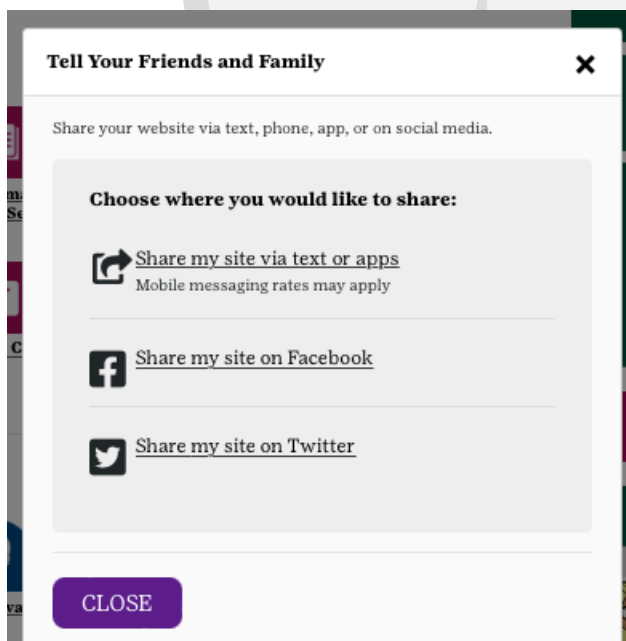 Tell Your Friends and Family
Share your website via text, phone, app, or on social media.
Choose where you would like to share:
Share my site via text or apps
Mobile messaging rates may apply
Share my site on Facebook
Share my site on Twitter
CLOSE